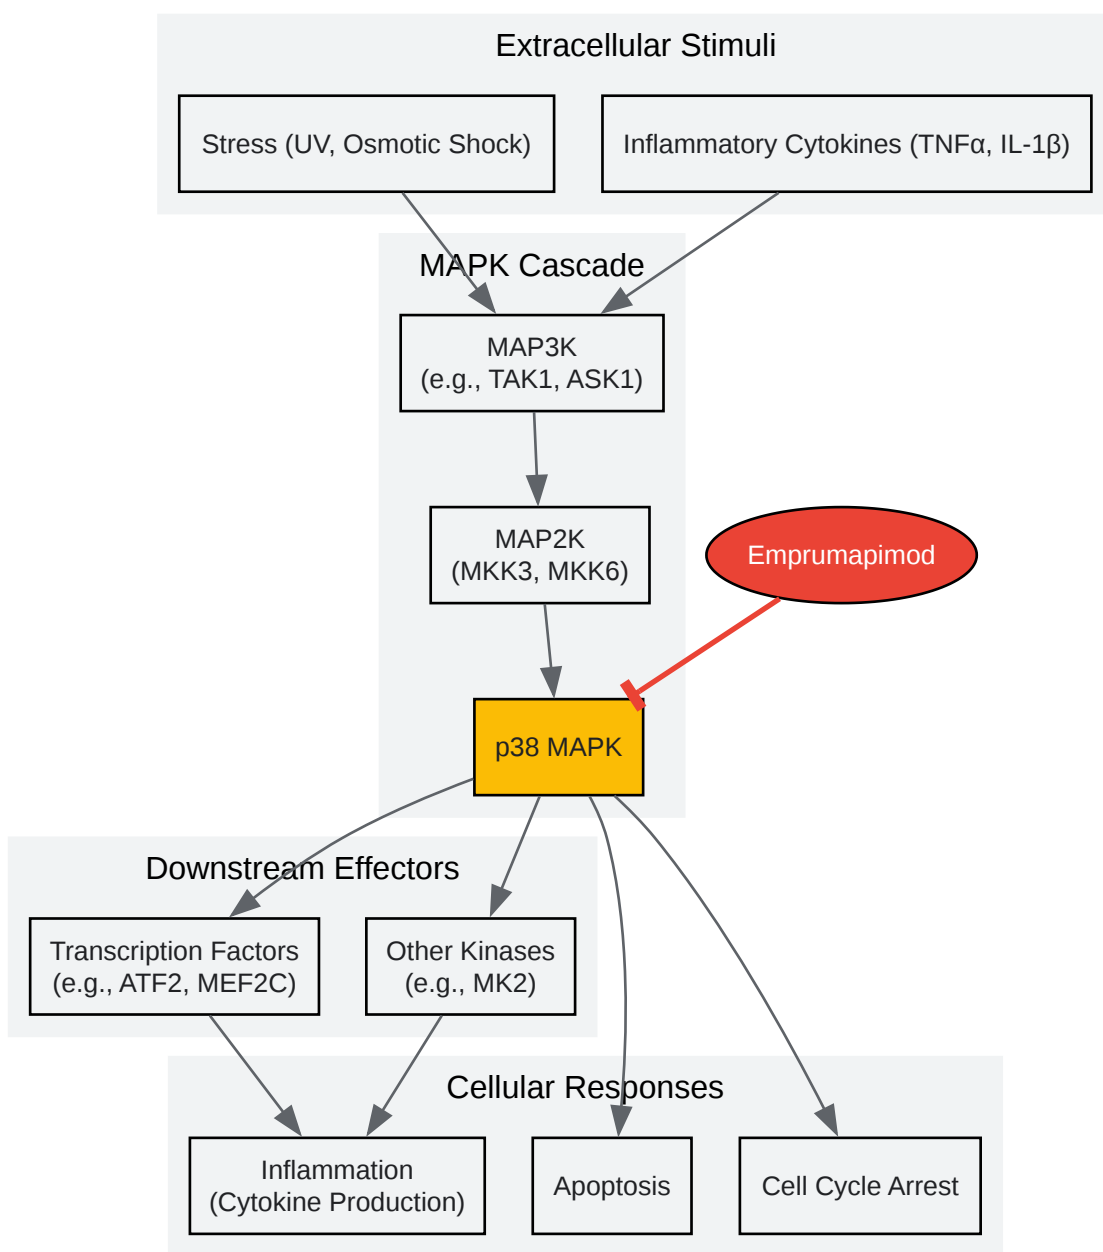 Extracellular Stimuli
Stress (UV, Osmotic Shock)
Inflammatory Cytokines (TNFα, IL-1β)
MAPK Cascade
MAP3K
(e.g., TAK1, ASK1)
MAP2K
(MKK3, MKK6)
Emprumapimod
p38 MAPK
Downstream Effectors
Transcription Factors
(e.g., ATF2, MEF2C)
Other Kinases
(e.g., MK2)
Cellular Responses
Inflammation
(Cytokine Production)
Apoptosis
Cell Cycle Arrest